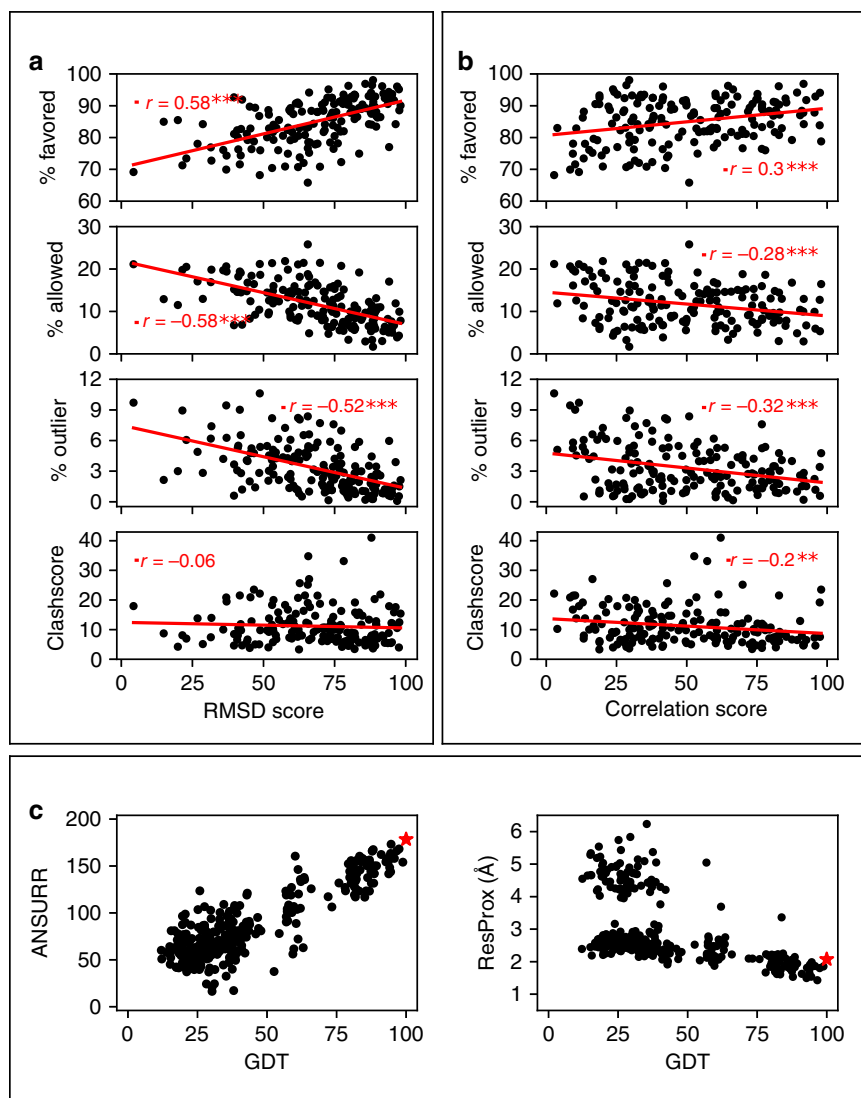 a
100
90
80
70
60
% favored
r = 0.58***
30
20
10
0
% allowed
r = –0.58***
12
9
6
3
0
% outlier
r = –0.52***
40
30
20
10
0
Clashscore
r = –0.06
0 25 50 75 100
RMSD score
b
100
90
80
70
60
% favored
r = 0.3***
30
20
10
0
% allowed
r = –0.28***
12
9
6
3
0
% outlier
r = –0.32***
40
30
20
10
0
Clashscore
r = –0.2**
0 25 50 75 100
Correlation score
c
200
150
100
50
0
ANSURR
0 25 50 75 100
GDT
6
5
4
3
2
1
ResProx (Å)
0 25 50 75 100
GDT